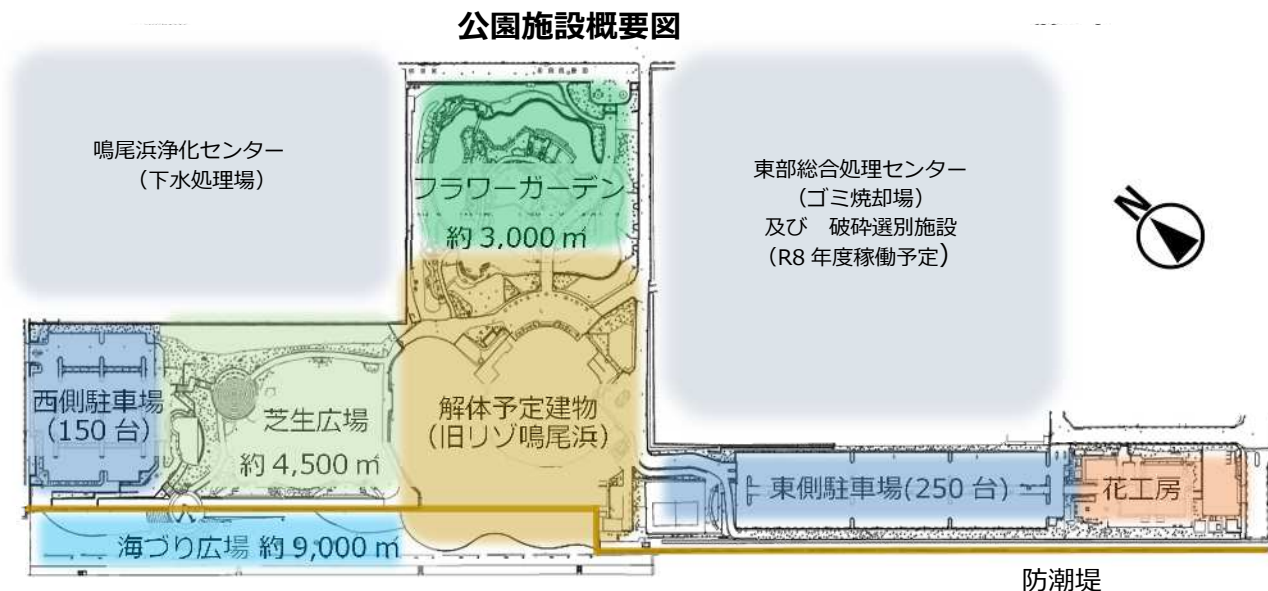 公園施設概要図
鳴尾浜浄化センター
（下水処理場）
フラワーガーデン
約 3,000 ㎡
東部総合処理センター
（ゴミ焼却場）
及び　破砕選別施設
（R8 年度稼働予定）
N
西側駐車場
（150 台）
芝生広場
約 4,500 ㎡
解体予定建物
（旧リゾ鳴尾浜）
東側駐車場(250 台)
花工房
海づり広場 約 9,000 ㎡
防潮堤